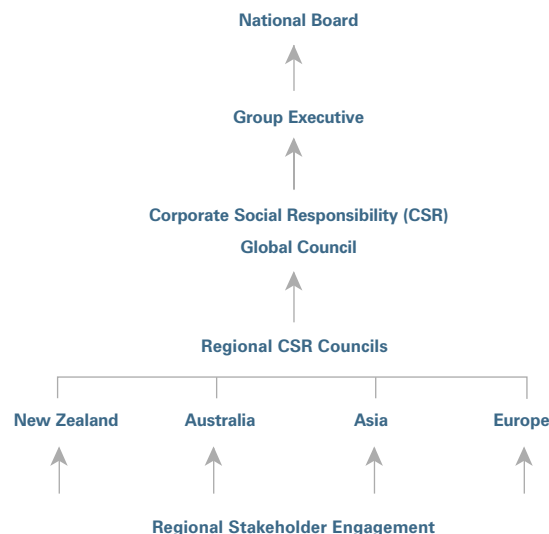 National Board
Group Executive
Corporate Social Responsibility (CSR)
Global Council
Regional CSR Councils
New Zealand
Australia
Asia
Europe
Regional Stakeholder Engagement